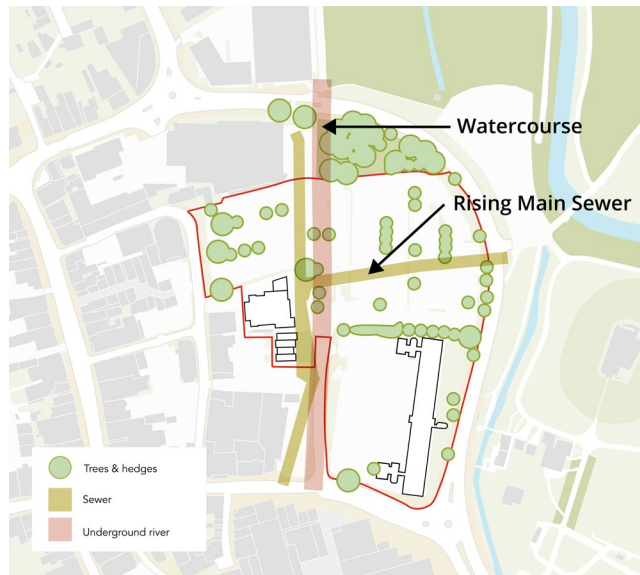 Watercourse
Rising Main Sewer
Trees & hedges
Sewer
Underground river